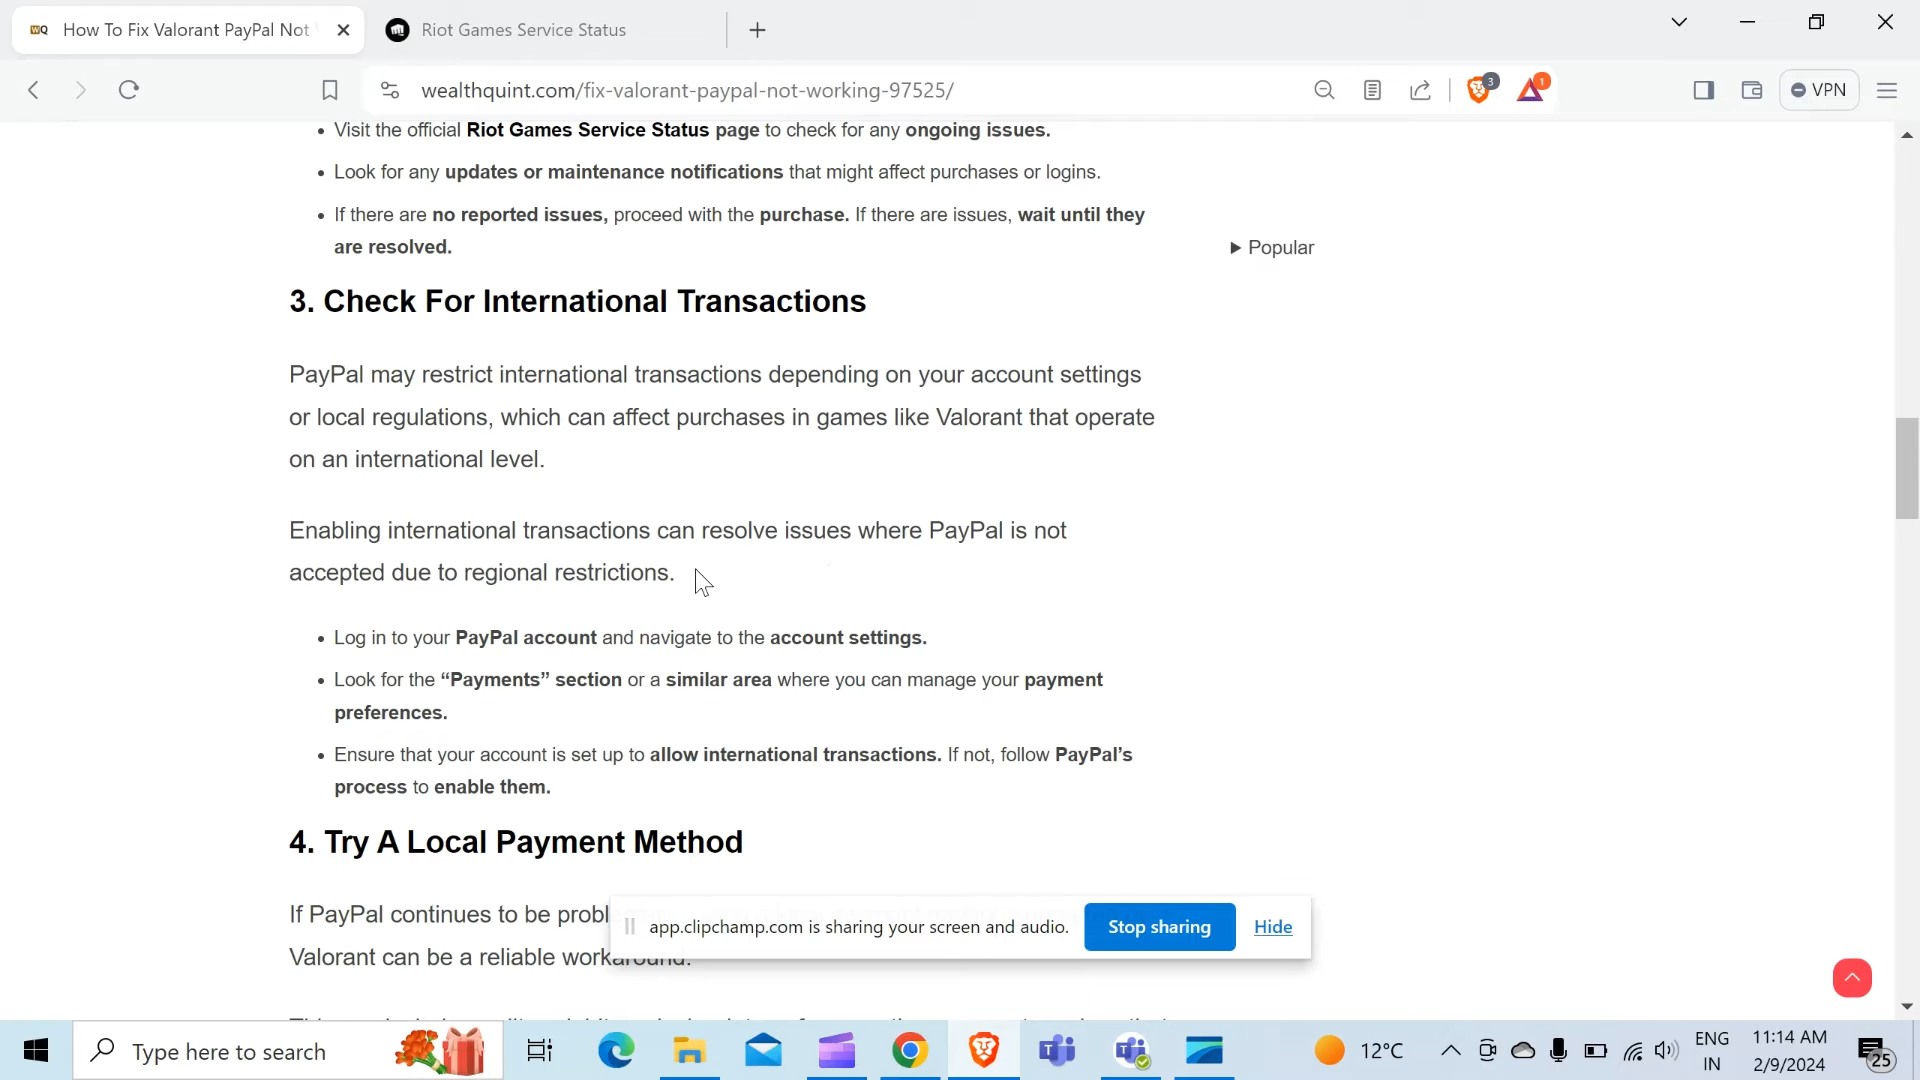 WQ How To Fix Valorant PayPal Not
Riot Games Service Status
wealthquint.com/fix-valorant-paypal-not-working-97525/
3
1
VPN
• Visit the official Riot Games Service Status page to check for any ongoing issues.
• Look for any updates or maintenance notifications that might affect purchases or logins.
• If there are no reported issues, proceed with the purchase. If there are issues, wait until they
are resolved.
Popular
3. Check For International Transactions
PayPal may restrict international transactions depending on your account settings
or local regulations, which can affect purchases in games like Valorant that operate
on an international level.
Enabling international transactions can resolve issues where PayPal is not
accepted due to regional restrictions.
• Log in to your PayPal account and navigate to the account settings.
• Look for the “Payments” section or a similar area where you can manage your payment
preferences.
• Ensure that your account is set up to allow international transactions. If not, follow PayPal’s
process to enable them.
4. Try A Local Payment Method
If PayPal continues to be
Valorant can be a reliable workaround.
app.clipchamp.com is sharing your screen and audio.
Stop sharing
Hide
Type here to search
12°C
ENG
IN
11:14 AM
2/9/2024
25